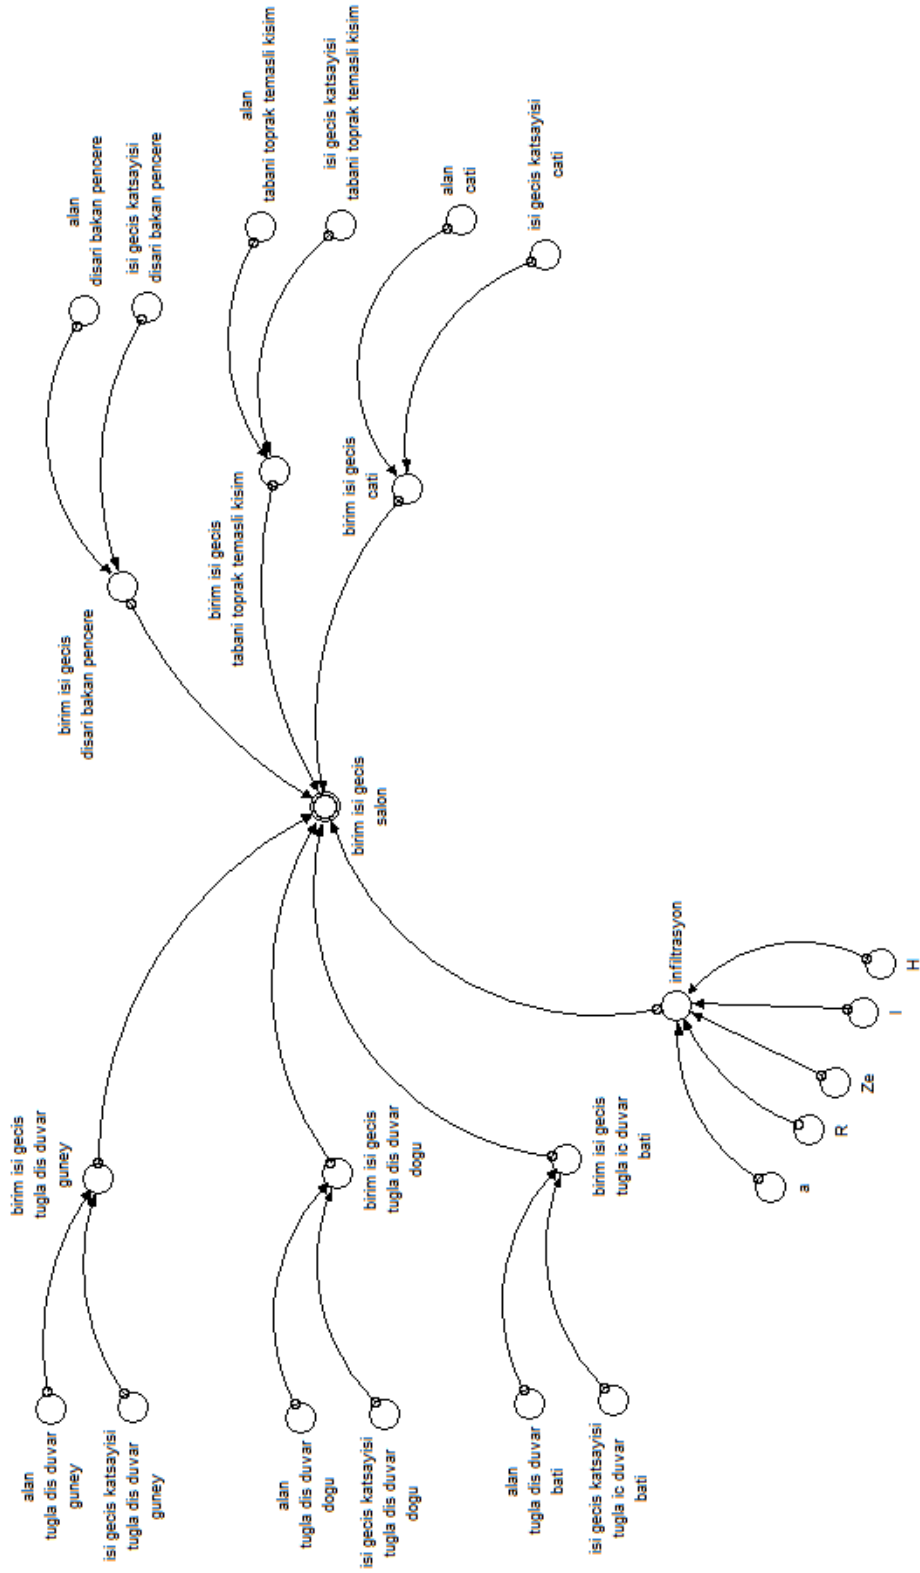 alan
tugla dis duvar
guney
isi gecis katsayisi
tugla dis duvar
guney
birim isi gecis
tugla dis duvar
guney
birim isi gecis
disari bakan pencere
alan
disari bakan pencere
isi gecis katsayisi
disari bakan pencere
alan
tugla dis duvar
dogu
isi gecis katsayisi
tugla dis duvar
dogu
birim isi gecis
tugla dis duvar
dogu
birim isi gecis
salon
birim isi gecis
tabani toprak temasli kisim
alan
tabani toprak temasli kisim
isi gecis katsayisi
tabani toprak temasli kisim
birim isi gecis
cati
alan
cati
isi gecis katsayisi
cati
alan
tugla dis duvar
bati
isi gecis katsayisi
tugla ic duvar
bati
birim isi gecis
tugla ic duvar
bati
infiltrasyon
a
R
Ze
I
H